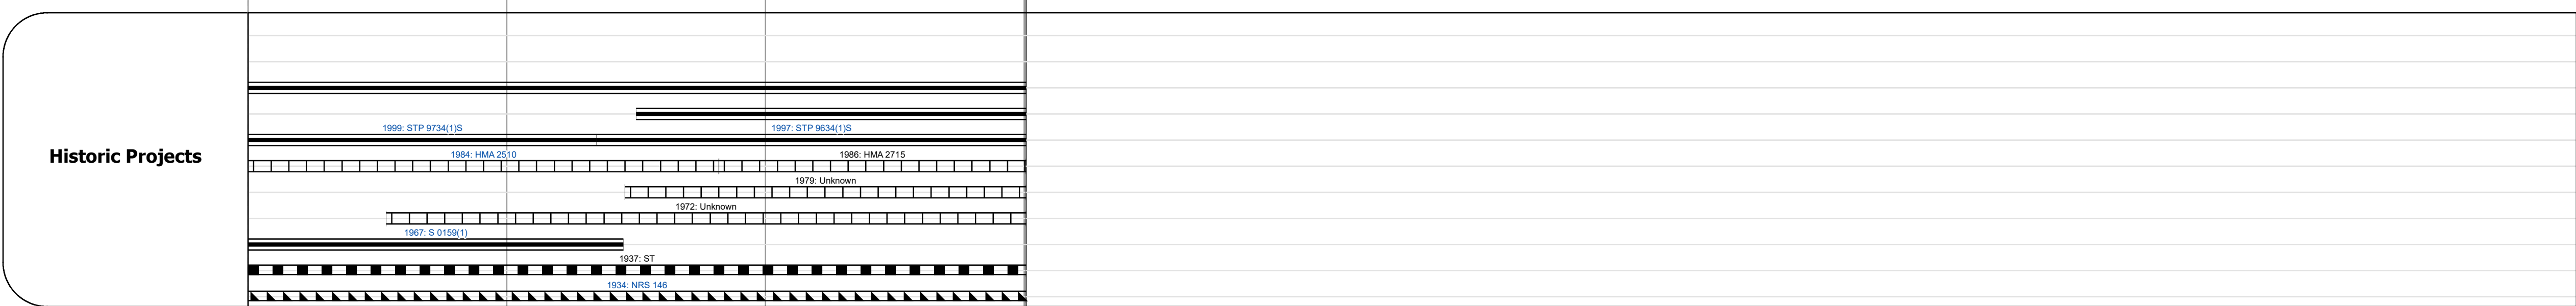 1999: STP 9734(1)S
1997: STP 9634(1)S
1984: HMA 2510
1986: HMA 2715
Historic Projects
1979: Unknown
1972: Unknown
1967: S 0159(1)
1937: ST
1934: NRS 146